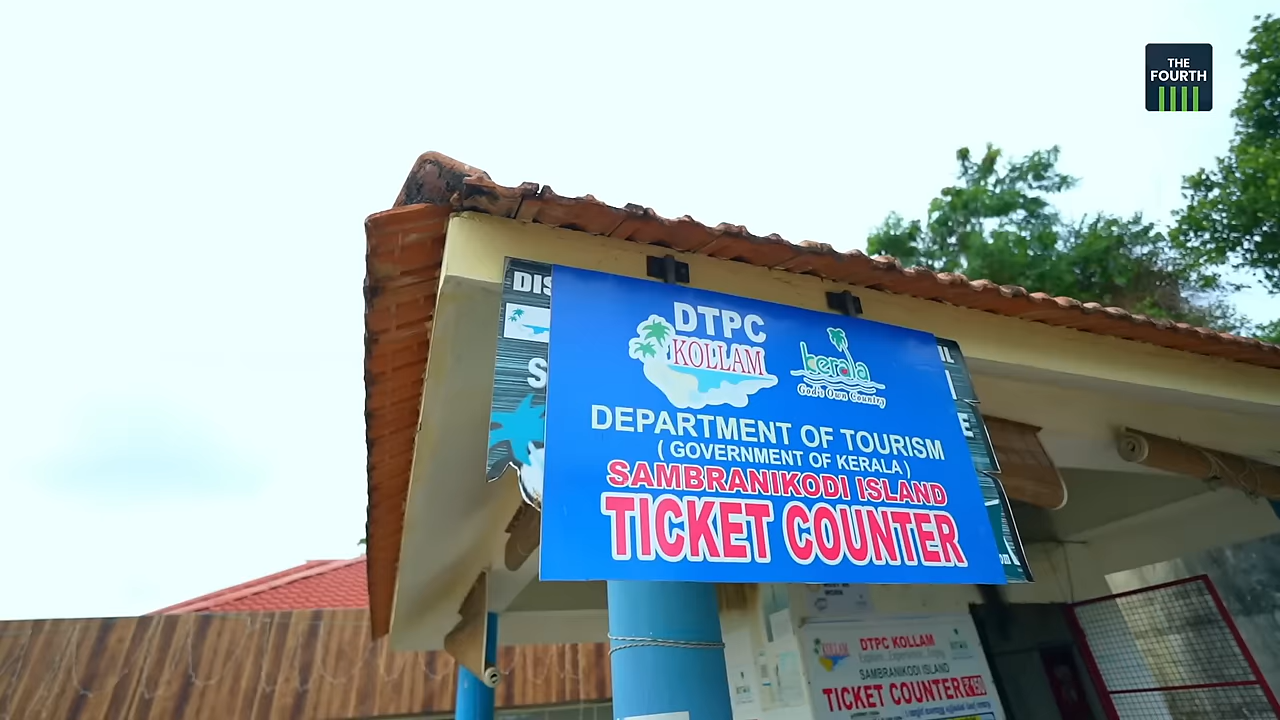 THE
FOURTH
DIS
S
DTPC
KOLLAM
kerala
God's Own Country
DEPARTMENT OF TOURISM
( GOVERNMENT OF KERALA )
SAMBRANIKODI ISLAND
TICKET COUNTER
DTPC KOLLAM
SAMBRANIKODI ISLAND
TICKET COUNTER